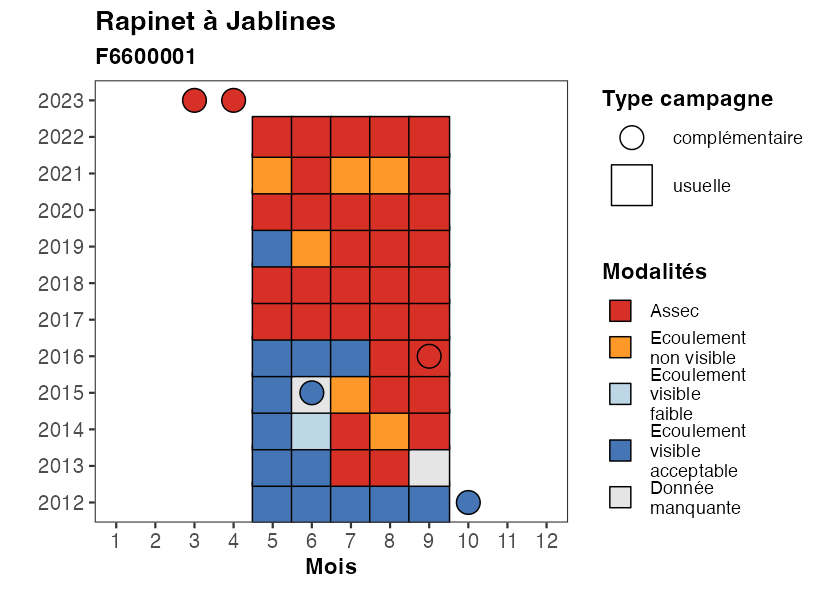 Rapinet à Jablines
F6600001
2023
2022
2021
2020
2019
2018
2017
2016
2015
2014
2013
2012
1 2 3 4 5 6 7 8 9 10 11 12
Mois
Type campagne
complémentaire
usuelle
Modalités
Assec
Ecoulement
non visible
Ecoulement
visible
faible
Ecoulement
visible
acceptable
Donnée
manquante